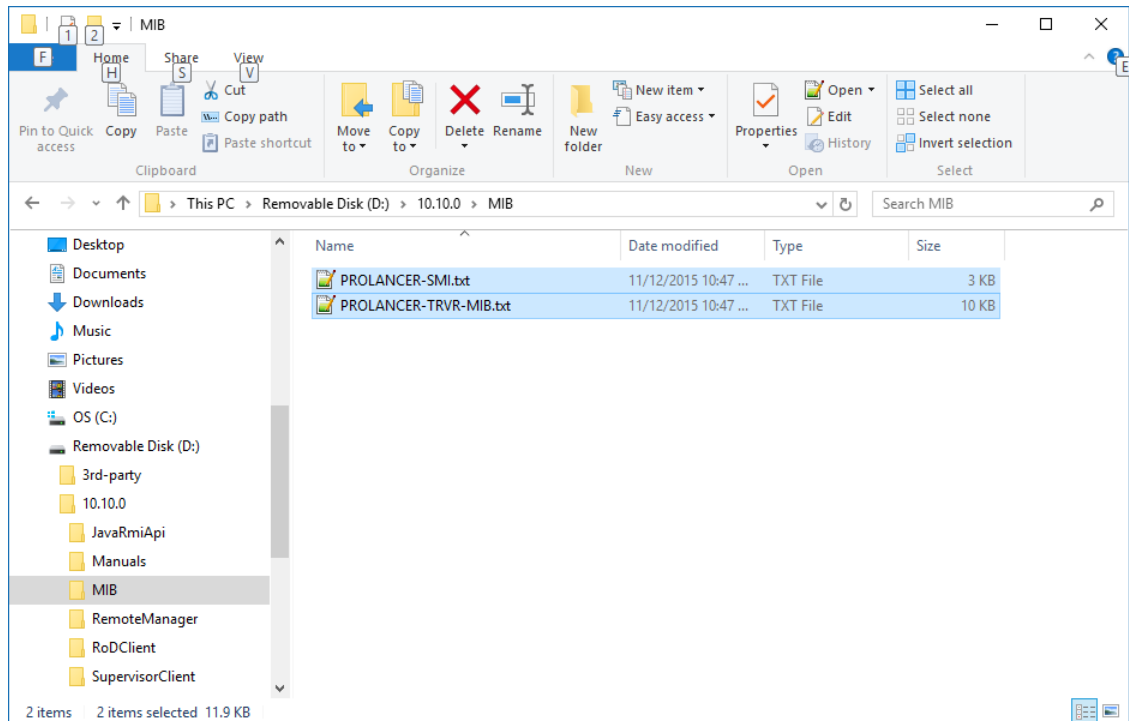 MIB
1 2
F Home Share View
H S V E
Pin to Quick access
Copy
Paste
Cut
Copy path
Paste shortcut
Clipboard
Move to
Copy to
Delete
Rename
Organize
New folder
New item
Easy access
New
Properties
Open
Edit
History
Open
Select all
Select none
Invert selection
Select
This PC > Removable Disk (D:) > 10.10.0 > MIB
Search MIB
Desktop
Documents
Downloads
Music
Pictures
Videos
OS (C:)
Removable Disk (D:)
3rd-party
10.10.0
JavaRmiApi
Manuals
MIB
RemoteManager
RoDClient
SupervisorClient
Name Date modified Type Size
PROLANCER-SMI.txt 11/12/2015 10:47 ... TXT File 3 KB
PROLANCER-TRVR-MIB.txt 11/12/2015 10:47 ... TXT File 10 KB
2 items 2 items selected 11.9 KB